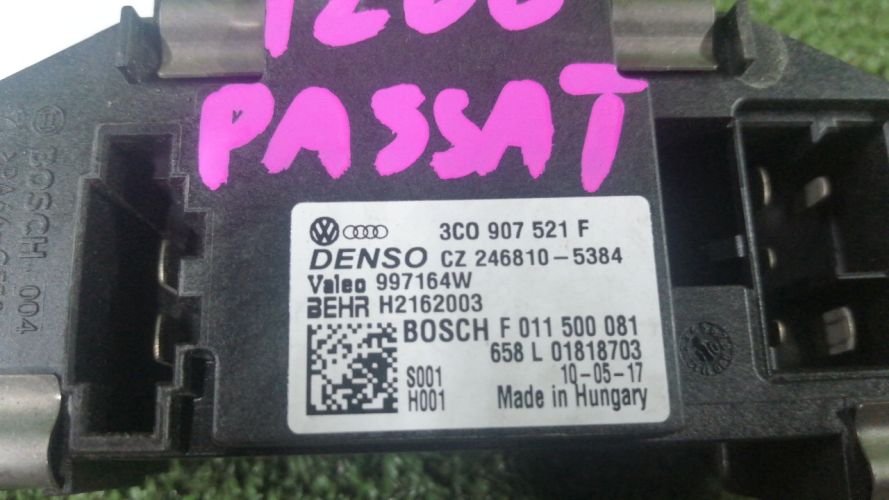 PASSAT
BOSCH 004
3C0 907 521 F
DENSO CZ 246810-5384
Valeo 997164W
BEHR H2162003
BOSCH F 011 500 081
658 L 01818703
S001 10-05-17
H001 Made in Hungary